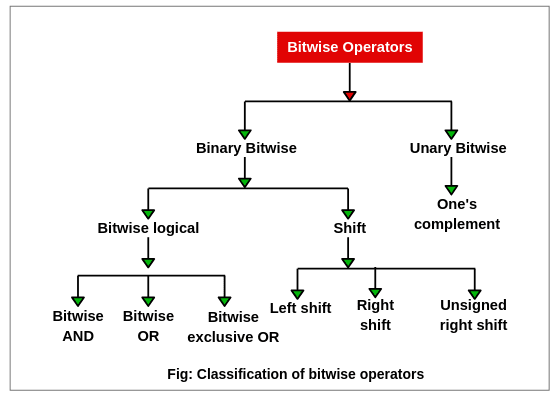 Bitwise Operators
Binary Bitwise
Unary Bitwise
One's
complement
Bitwise logical
Shift
Bitwise
AND
Bitwise
OR
Bitwise
exclusive OR
Left shift
Right
shift
Unsigned
right shift
Fig: Classification of bitwise operators